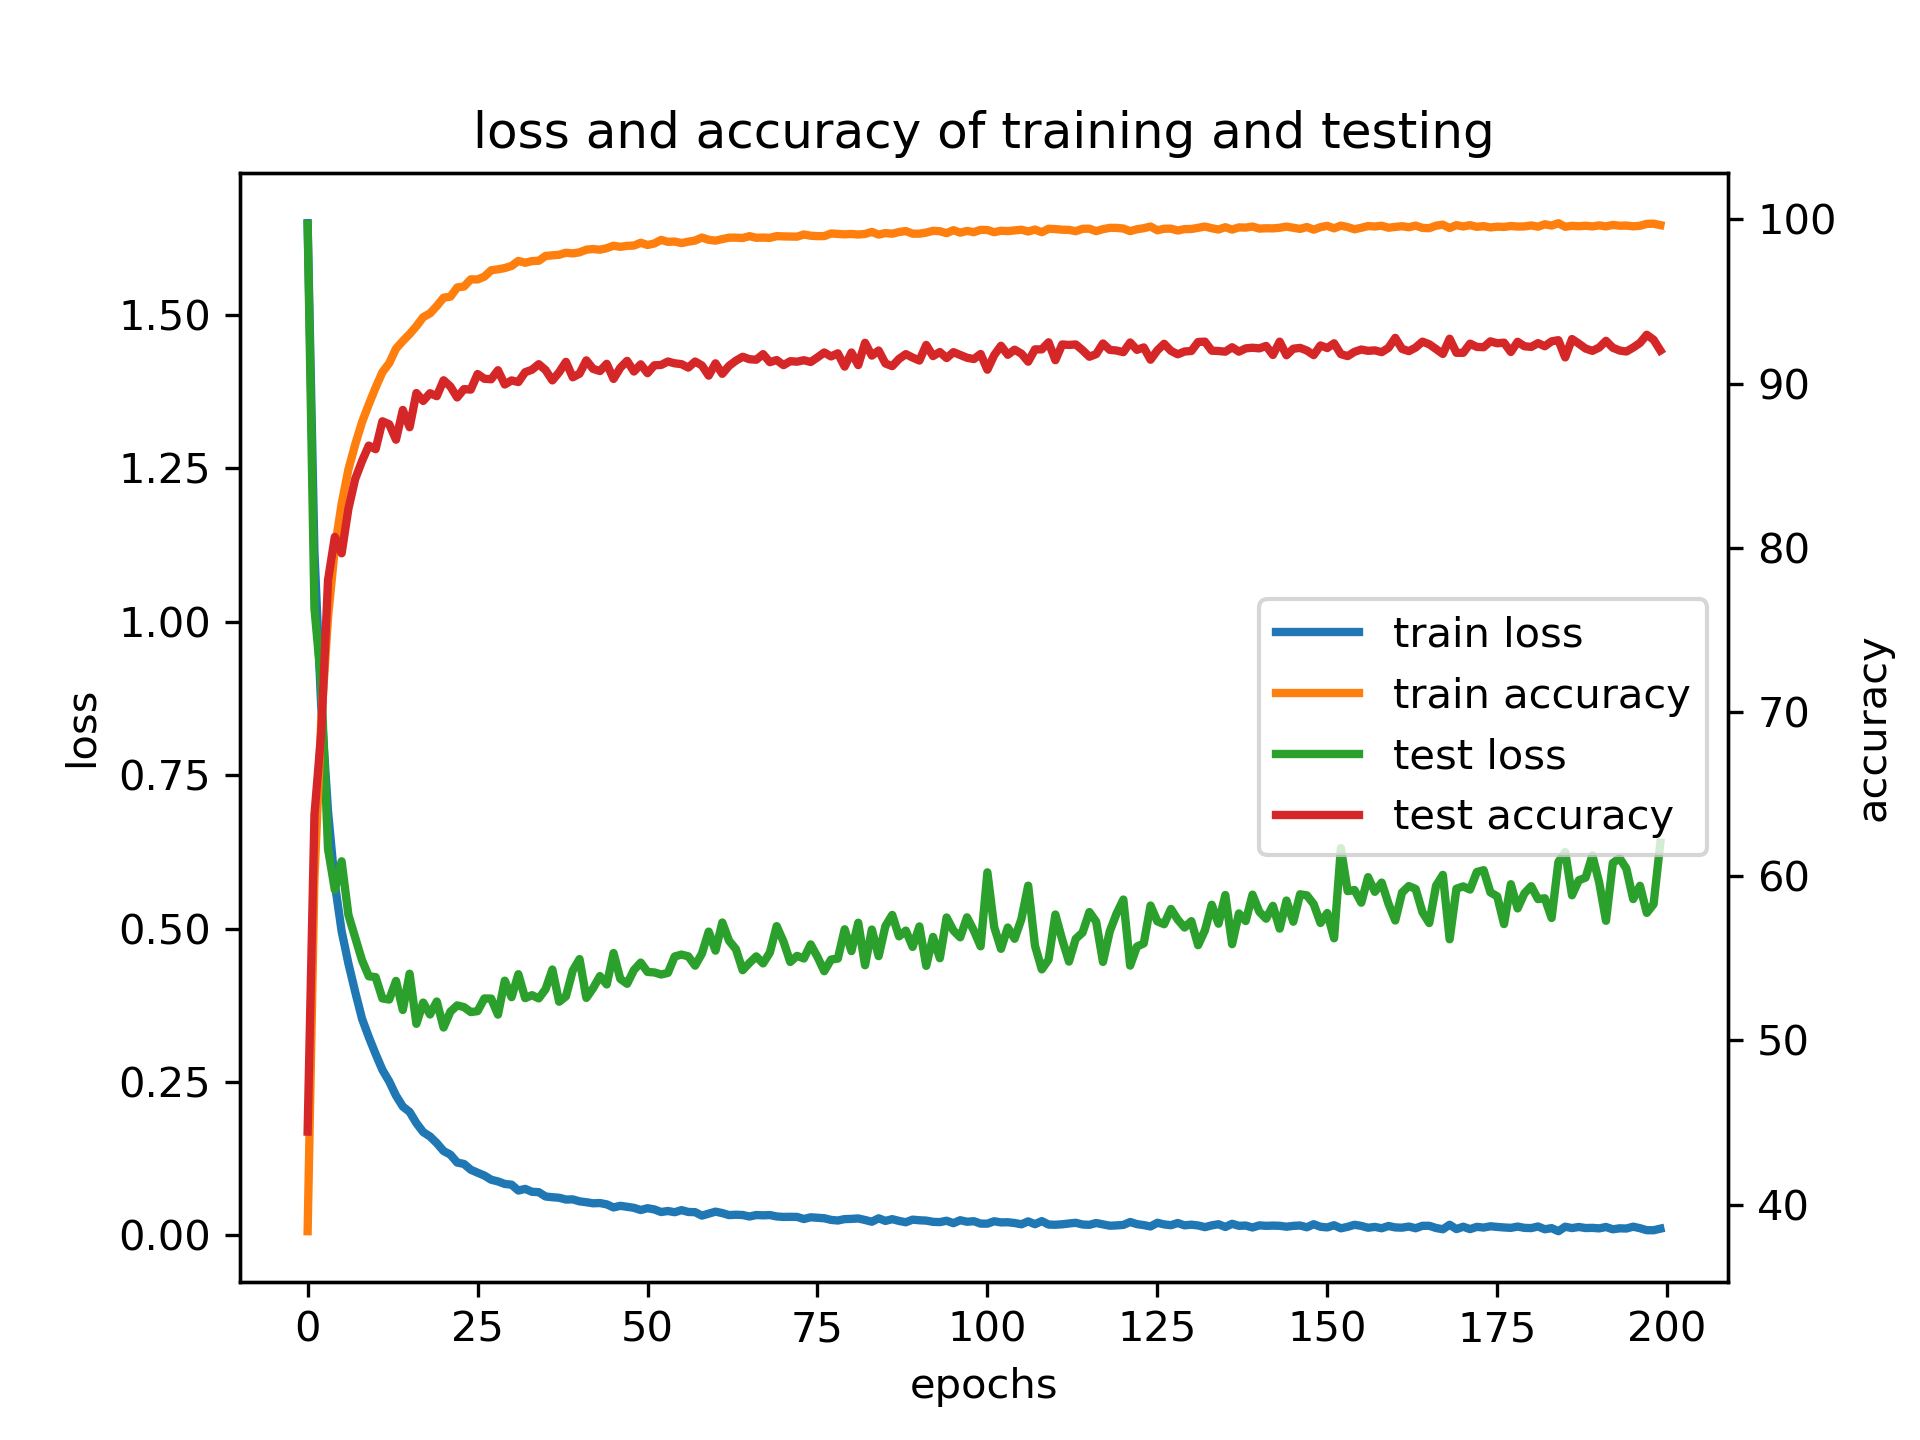 loss and accuracy of training and testing
loss
1.50
1.25
1.00
0.75
0.50
0.25
0.00
100
90
80
70
60
50
40
accuracy
train loss
train accuracy
test loss
test accuracy
0 25 50 75 100 125 150 175 200
epochs